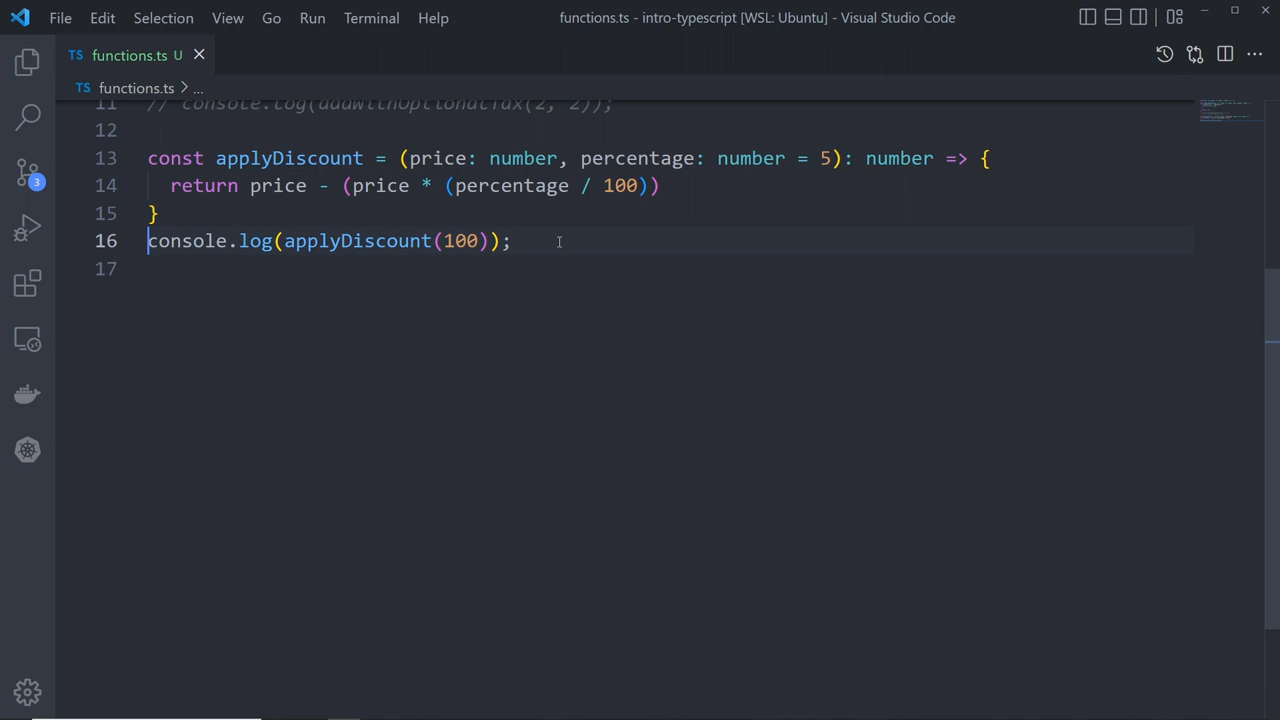 File Edit Selection View Go Run Terminal Help functions.ts - intro-typescript [WSL: Ubuntu] - Visual Studio Code
TS functions.ts U
TS functions.ts > ...
11 // console.log(addWithOptionalTax(2, 2));
12
13 const applyDiscount = (price: number, percentage: number = 5): number => {
14 return price - (price * (percentage / 100))
15 }
16 console.log(applyDiscount(100));
17
3